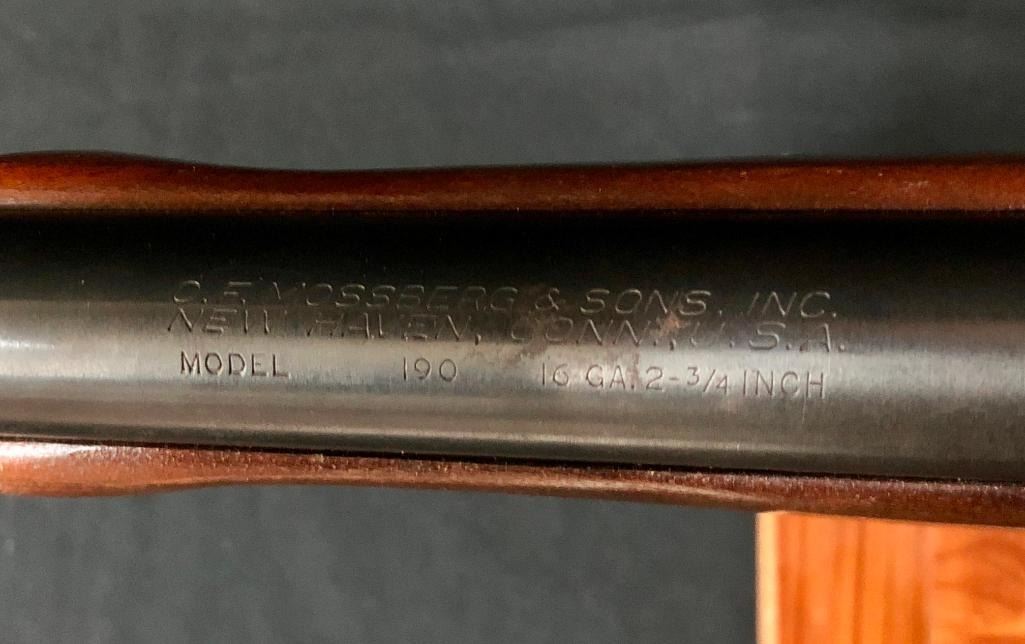 O.F. MOSSBERG & SONS, INC.
NEW HAVEN, CONN., U.S.A.
MODEL 190 16 GA. 2-3/4 INCH